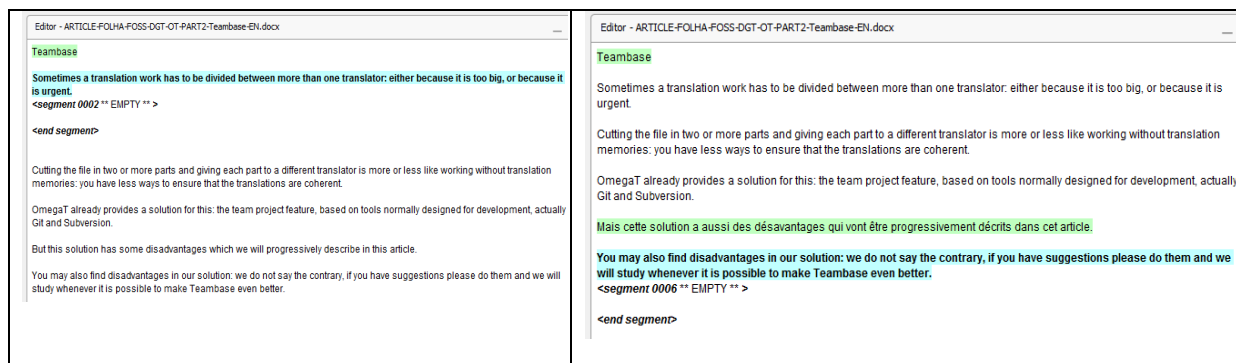 Editor - ARTICLE-FOLHA-FOSS-DGT-OT-PART2-Teambase-EN.docx
Teambase
Sometimes a translation work has to be divided between more than one translator: either because it is too big, or because it
is urgent.
<segment 0002 ** EMPTY ** >
<end segment>
Cutting the file in two or more parts and giving each part to a different translator is more or less like working without translation
memories: you have less ways to ensure that the translations are coherent.
OmegaT already provides a solution for this: the team project feature, based on tools normally designed for development, actually
Git and Subversion.
But this solution has some disadvantages which we will progressively describe in this article.
You may also find disadvantages in our solution: we do not say the contrary, if you have suggestions please do them and we will
study whenever it is possible to make Teambase even better.
Editor - ARTICLE-FOLHA-FOSS-DGT-OT-PART2-Teambase-EN.docx
Teambase
Sometimes a translation work has to be divided between more than one translator: either because it is too big, or because it is
urgent.
Cutting the file in two or more parts and giving each part to a different translator is more or less like working without translation
memories: you have less ways to ensure that the translations are coherent.
OmegaT already provides a solution for this: the team project feature, based on tools normally designed for development, actually
Git and Subversion.
Mais cette solution a aussi des désavantages qui vont être progressivement décrits dans cet article.
You may also find disadvantages in our solution: we do not say the contrary, if you have suggestions please do them and we
will study whenever it is possible to make Teambase even better.
<segment 0006 ** EMPTY ** >
<end segment>